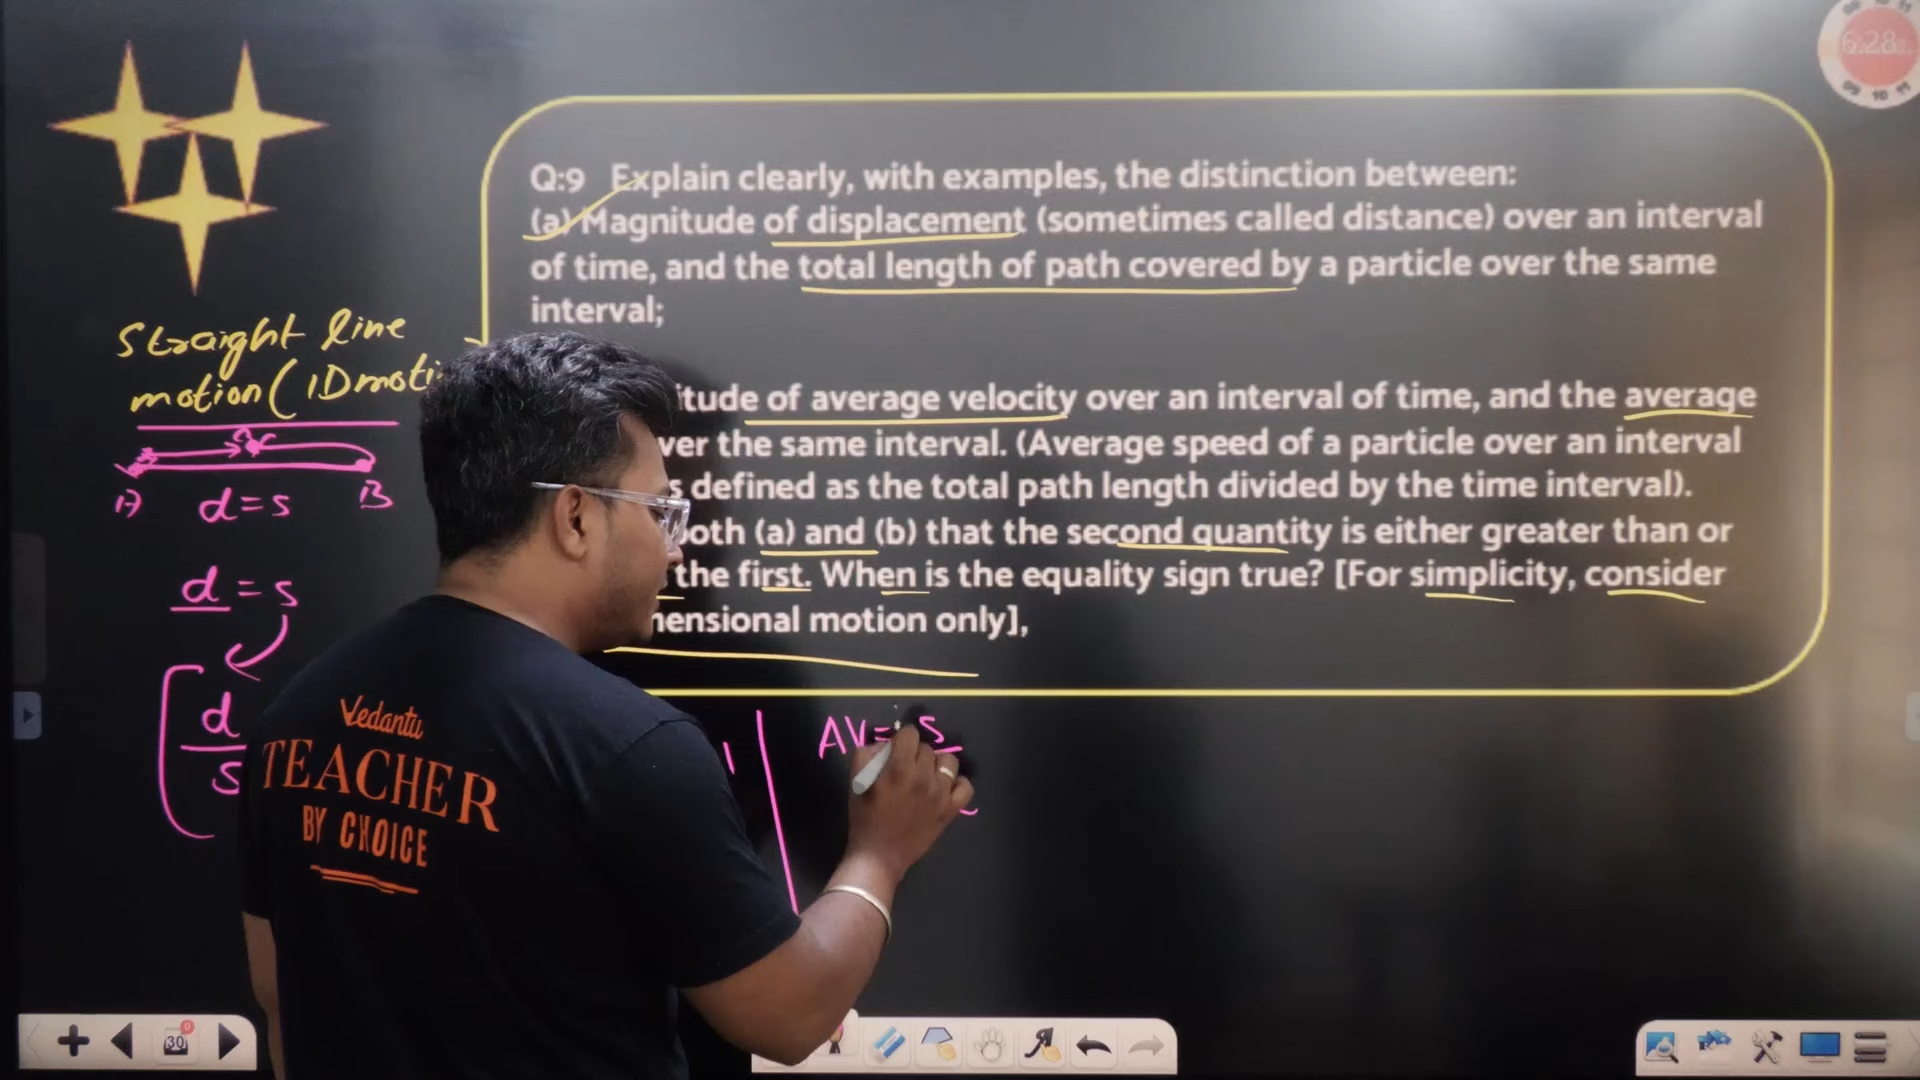 6:28
Q:9 Explain clearly, with examples, the distinction between:
(a) Magnitude of displacement (sometimes called distance) over an interval
of time, and the total length of path covered by a particle over the same
interval;
itude of average velocity over an interval of time, and the average
ver the same interval. (Average speed of a particle over an interval
s defined as the total path length divided by the time interval).
both (a) and (b) that the second quantity is either greater than or
the first. When is the equality sign true? [For simplicity, consider
mensional motion only],
Straight line
motion (1D moti
A d=s B
d = s
d
s
AV= s
Vedantu
TEACHER
BY CHOICE
30
0